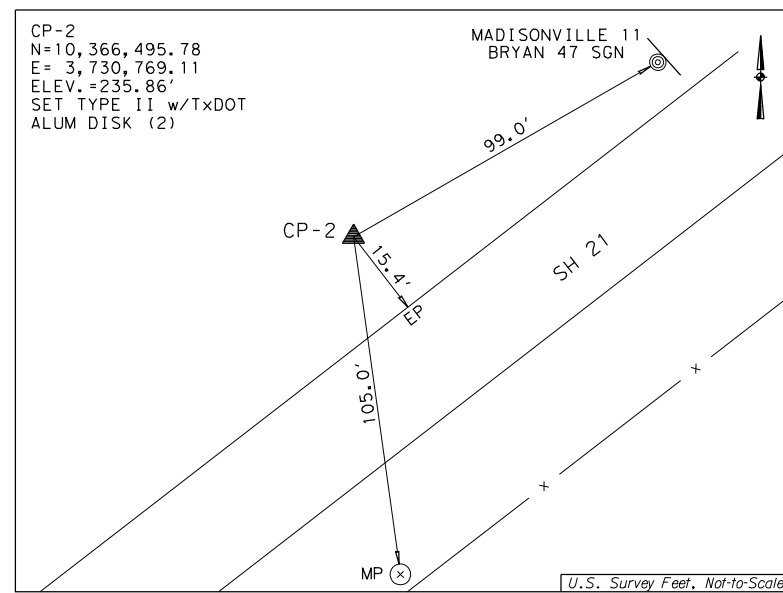 CP-2
N=10,366,495.78
E= 3,730,769.11
ELEV.=235.86'
SET TYPE II w/TxDOT
ALUM DISK (2)
MADISONVILLE 11
BRYAN 47 SGN
99.0'
CP-2
15.4'
EP
SH 21
105.0'
x
x
MP x
U.S. Survey Feet, Not-to-Scale